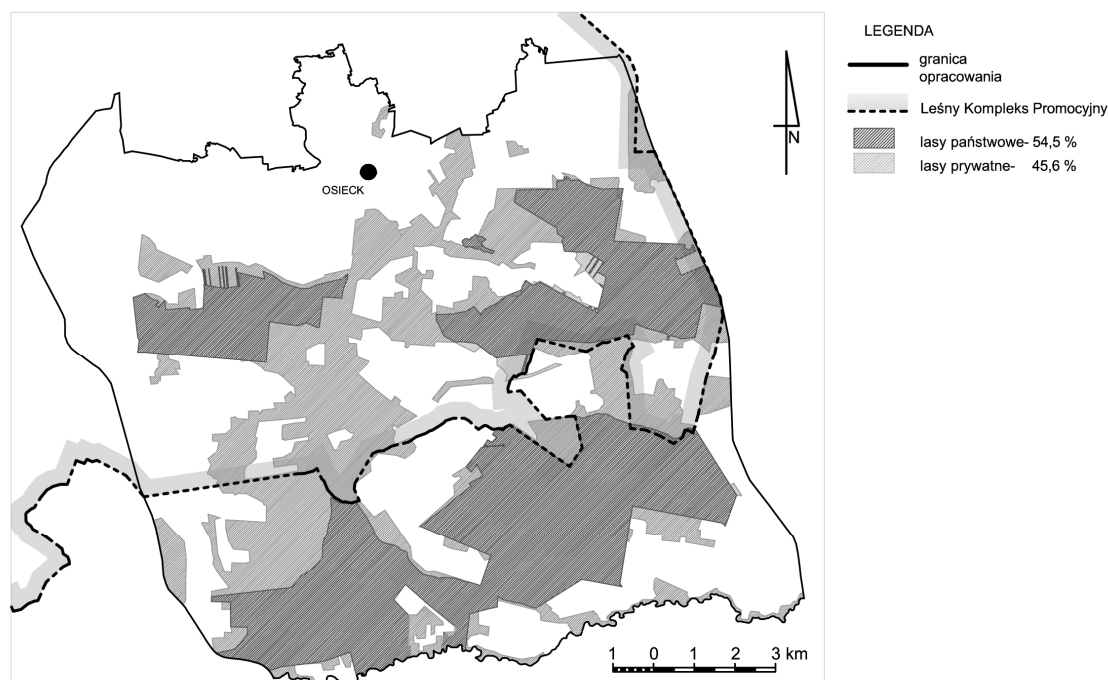 LEGENDA
granica
opracowania
Leśny Kompleks Promocyjny
lasy państwowe- 54,5 %
lasy prywatne- 45,6 %
N
OSIECK
1 0 1 2 3 km